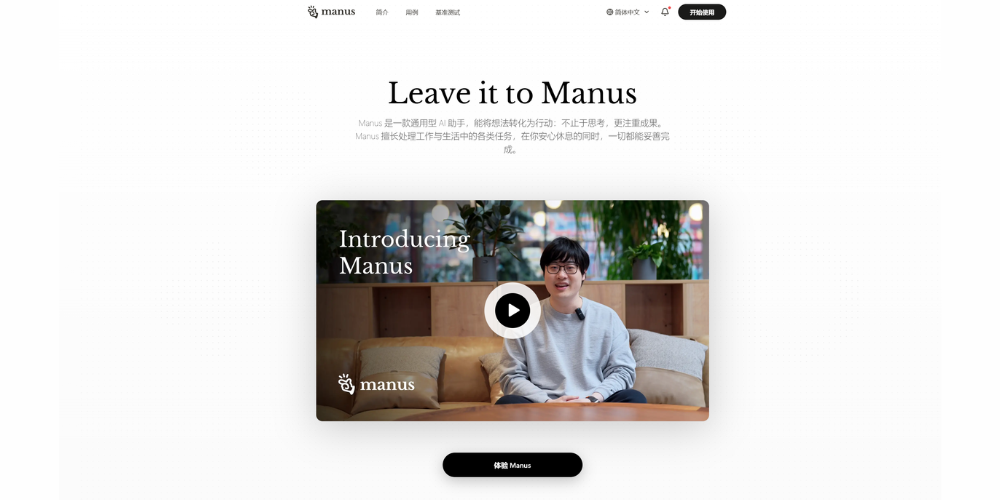 manus
简介
用例
基准测试
简体中文
开始使用
Leave it to Manus
Manus 是一款通用型 AI 助手，能将想法转化为行动：不止于思考，更注重成果。
Manus 擅长处理工作与生活中的各类任务，在你安心休息的同时，一切都能妥善完
成。
Introducing
Manus
manus
体验 Manus